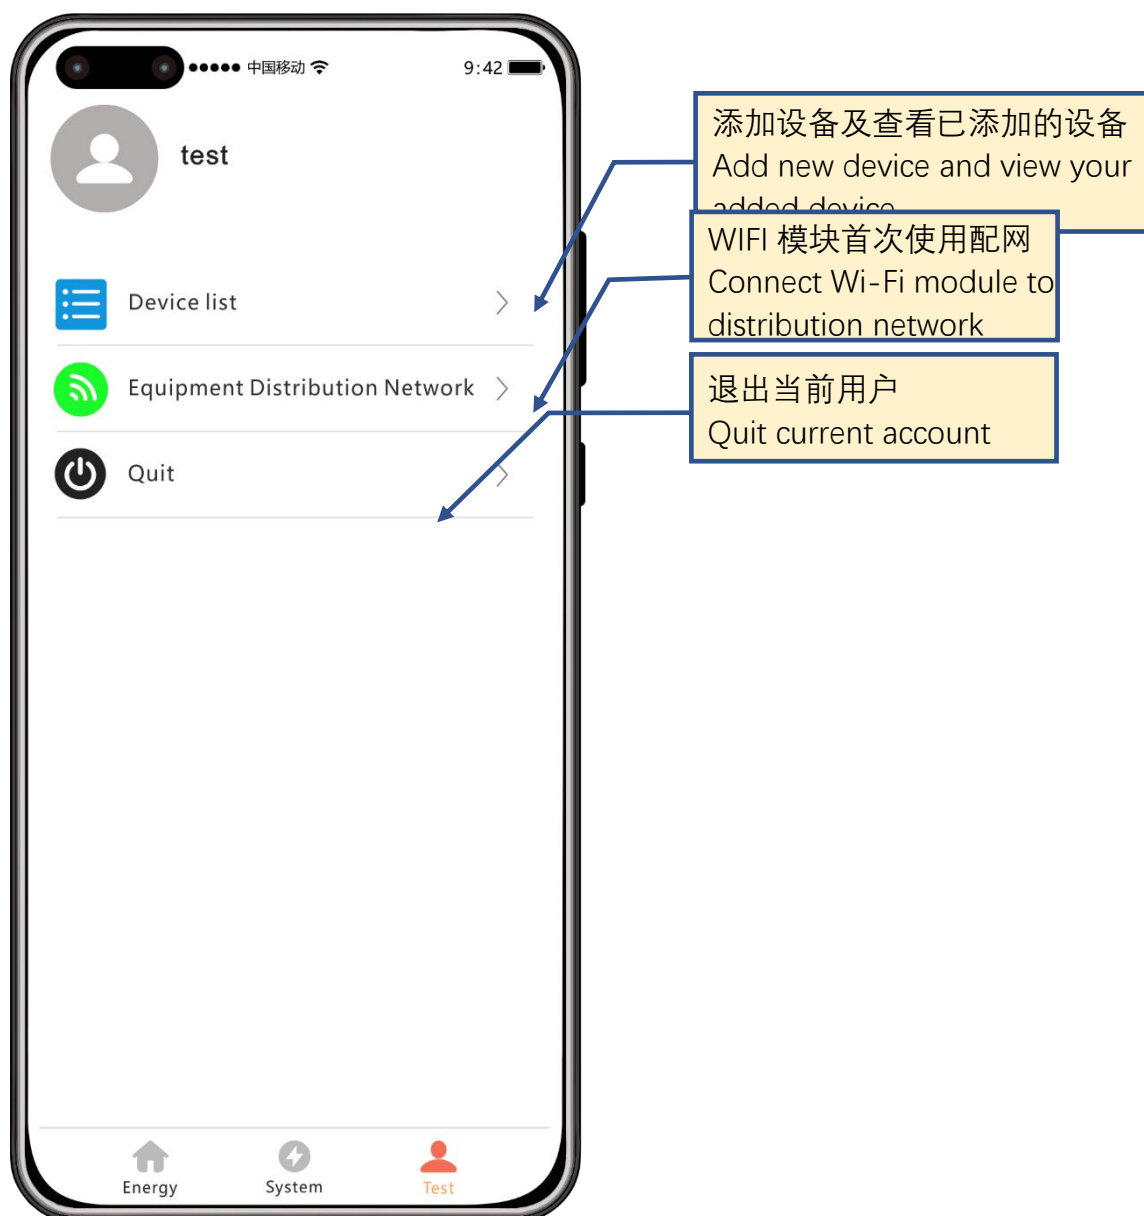 中国移动
9:42
test
Device list
Equipment Distribution Network
Quit
添加设备及查看已添加的设备
Add new device and view your
added device
WIFI 模块首次使用配网
Connect Wi-Fi module to
distribution network
退出当前用户
Quit current account
Energy
System
Test